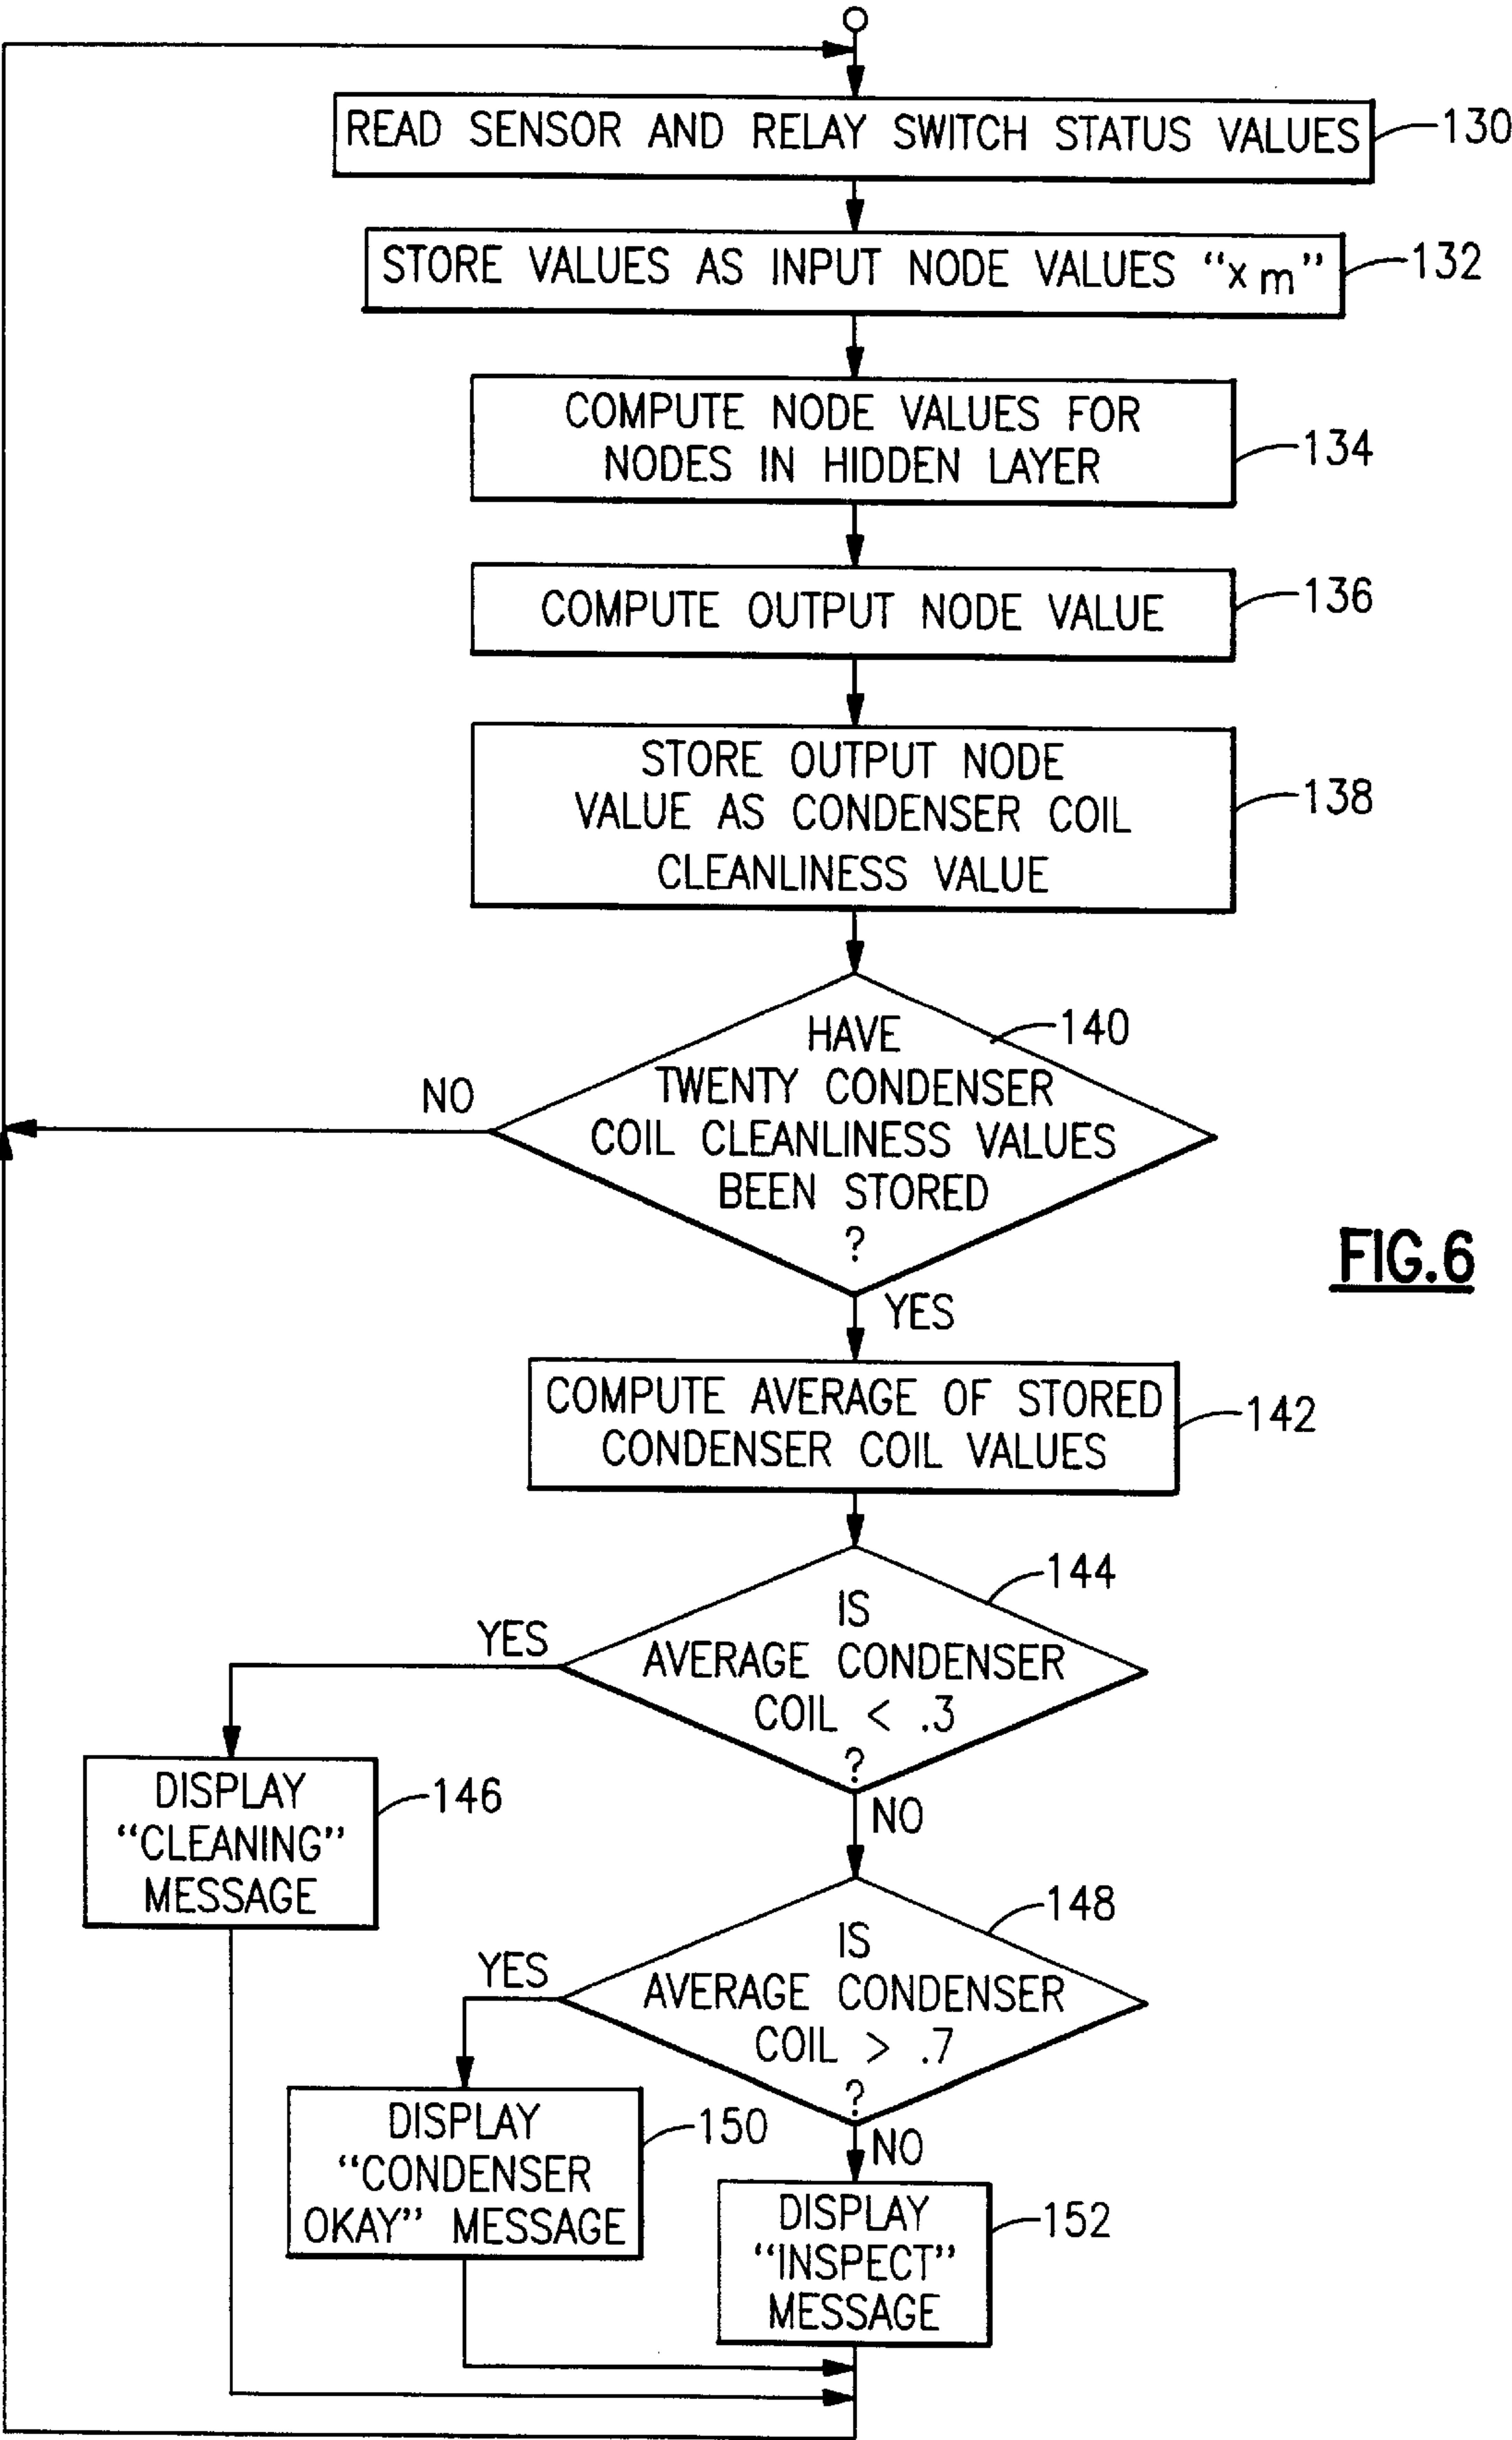 READ SENSOR AND RELAY SWITCH STATUS VALUES
130
STORE VALUES AS INPUT NODE VALUES “x m”
132
COMPUTE NODE VALUES FOR
NODES IN HIDDEN LAYER
134
COMPUTE OUTPUT NODE VALUE
136
STORE OUTPUT NODE
VALUE AS CONDENSER COIL
CLEANLINESS VALUE
138
HAVE
TWENTY CONDENSER
COIL CLEANLINESS VALUES
BEEN STORED
?
140
NO
YES
FIG.6
COMPUTE AVERAGE OF STORED
CONDENSER COIL VALUES
142
IS
AVERAGE CONDENSER
COIL < .3
?
144
YES
NO
DISPLAY
“CLEANING”
MESSAGE
146
IS
AVERAGE CONDENSER
COIL > .7
?
148
YES
NO
DISPLAY
“CONDENSER
OKAY” MESSAGE
150
DISPLAY
“INSPECT”
MESSAGE
152